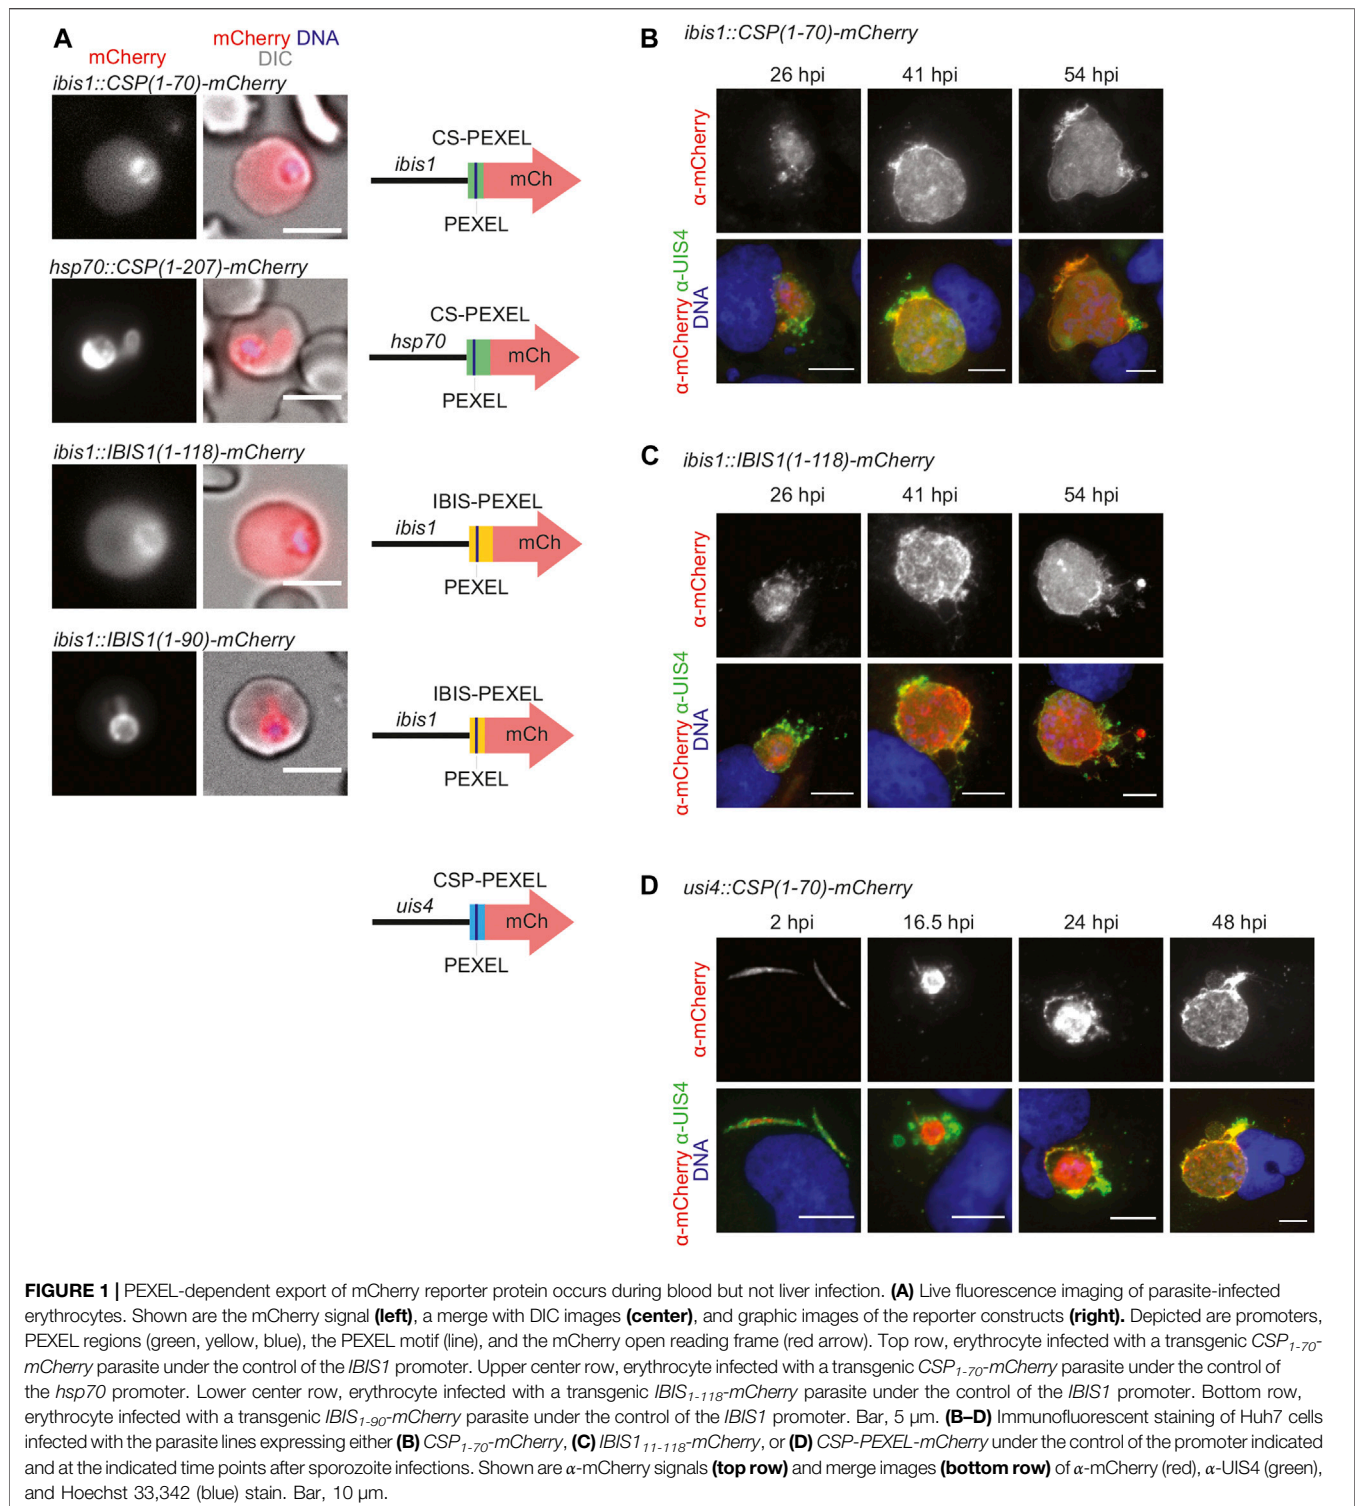 A
mCherry
mCherry DNA
DIC
ibis1::CSP(1-70)-mCherry
CS-PEXEL
ibis1
mCh
PEXEL
hsp70::CSP(1-207)-mCherry
CS-PEXEL
hsp70
mCh
PEXEL
ibis1::IBIS1(1-118)-mCherry
IBIS-PEXEL
ibis1
mCh
PEXEL
ibis1::IBIS1(1-90)-mCherry
IBIS-PEXEL
ibis1
mCh
PEXEL
CSP-PEXEL
uis4
mCh
PEXEL
B
ibis1::CSP(1-70)-mCherry
26 hpi
41 hpi
54 hpi
α-mCherry
α-mCherry α-UIS4
DNA
C
ibis1::IBIS1(1-118)-mCherry
26 hpi
41 hpi
54 hpi
α-mCherry
α-mCherry α-UIS4
DNA
D
usi4::CSP(1-70)-mCherry
2 hpi
16.5 hpi
24 hpi
48 hpi
α-mCherry
α-mCherry α-UIS4
DNA
FIGURE 1 | PEXEL-dependent export of mCherry reporter protein occurs during blood but not liver infection. (A) Live fluorescence imaging of parasite-infected
erythrocytes. Shown are the mCherry signal (left), a merge with DIC images (center), and graphic images of the reporter constructs (right). Depicted are promoters,
PEXEL regions (green, yellow, blue), the PEXEL motif (line), and the mCherry open reading frame (red arrow). Top row, erythrocyte infected with a transgenic CSP1-70-
mCherry parasite under the control of the IBIS1 promoter. Upper center row, erythrocyte infected with a transgenic CSP1-70-mCherry parasite under the control of
the hsp70 promoter. Lower center row, erythrocyte infected with a transgenic IBIS1-118-mCherry parasite under the control of the IBIS1 promoter. Bottom row,
erythrocyte infected with a transgenic IBIS1-90-mCherry parasite under the control of the IBIS1 promoter. Bar, 5 µm. (B–D) Immunofluorescent staining of Huh7 cells
infected with the parasite lines expressing either (B) CSP1-70-mCherry, (C) IBIS111-118-mCherry, or (D) CSP-PEXEL-mCherry under the control of the promoter indicated
and at the indicated time points after sporozoite infections. Shown are α-mCherry signals (top row) and merge images (bottom row) of α-mCherry (red), α-UIS4 (green),
and Hoechst 33,342 (blue) stain. Bar, 10 µm.